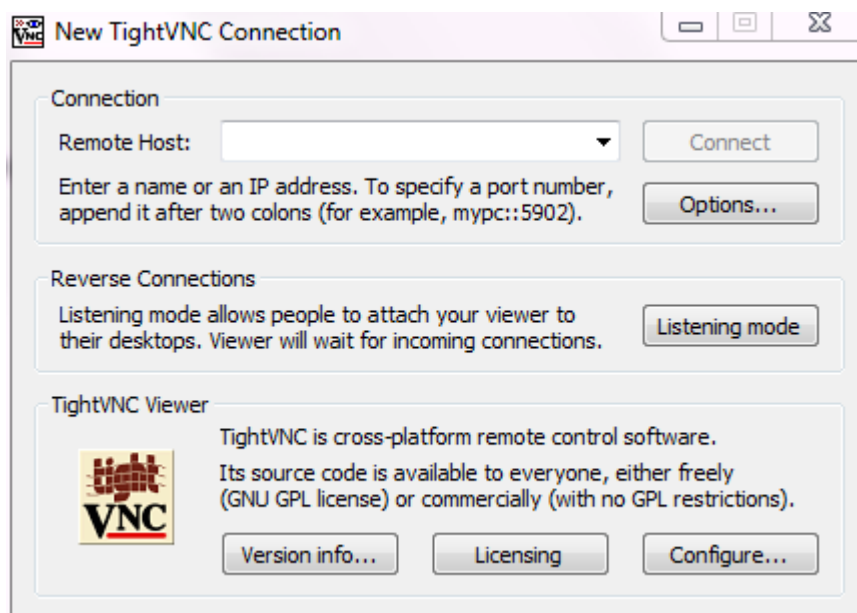 New TightVNC Connection
Connection
Remote Host:
Connect
Enter a name or an IP address. To specify a port number,
append it after two colons (for example, mypc::5902).
Options...
Reverse Connections
Listening mode allows people to attach your viewer to
their desktops. Viewer will wait for incoming connections.
Listening mode
TightVNC Viewer
tight
VNC
TightVNC is cross-platform remote control software.
Its source code is available to everyone, either freely
(GNU GPL license) or commercially (with no GPL restrictions).
Version info...
Licensing
Configure...